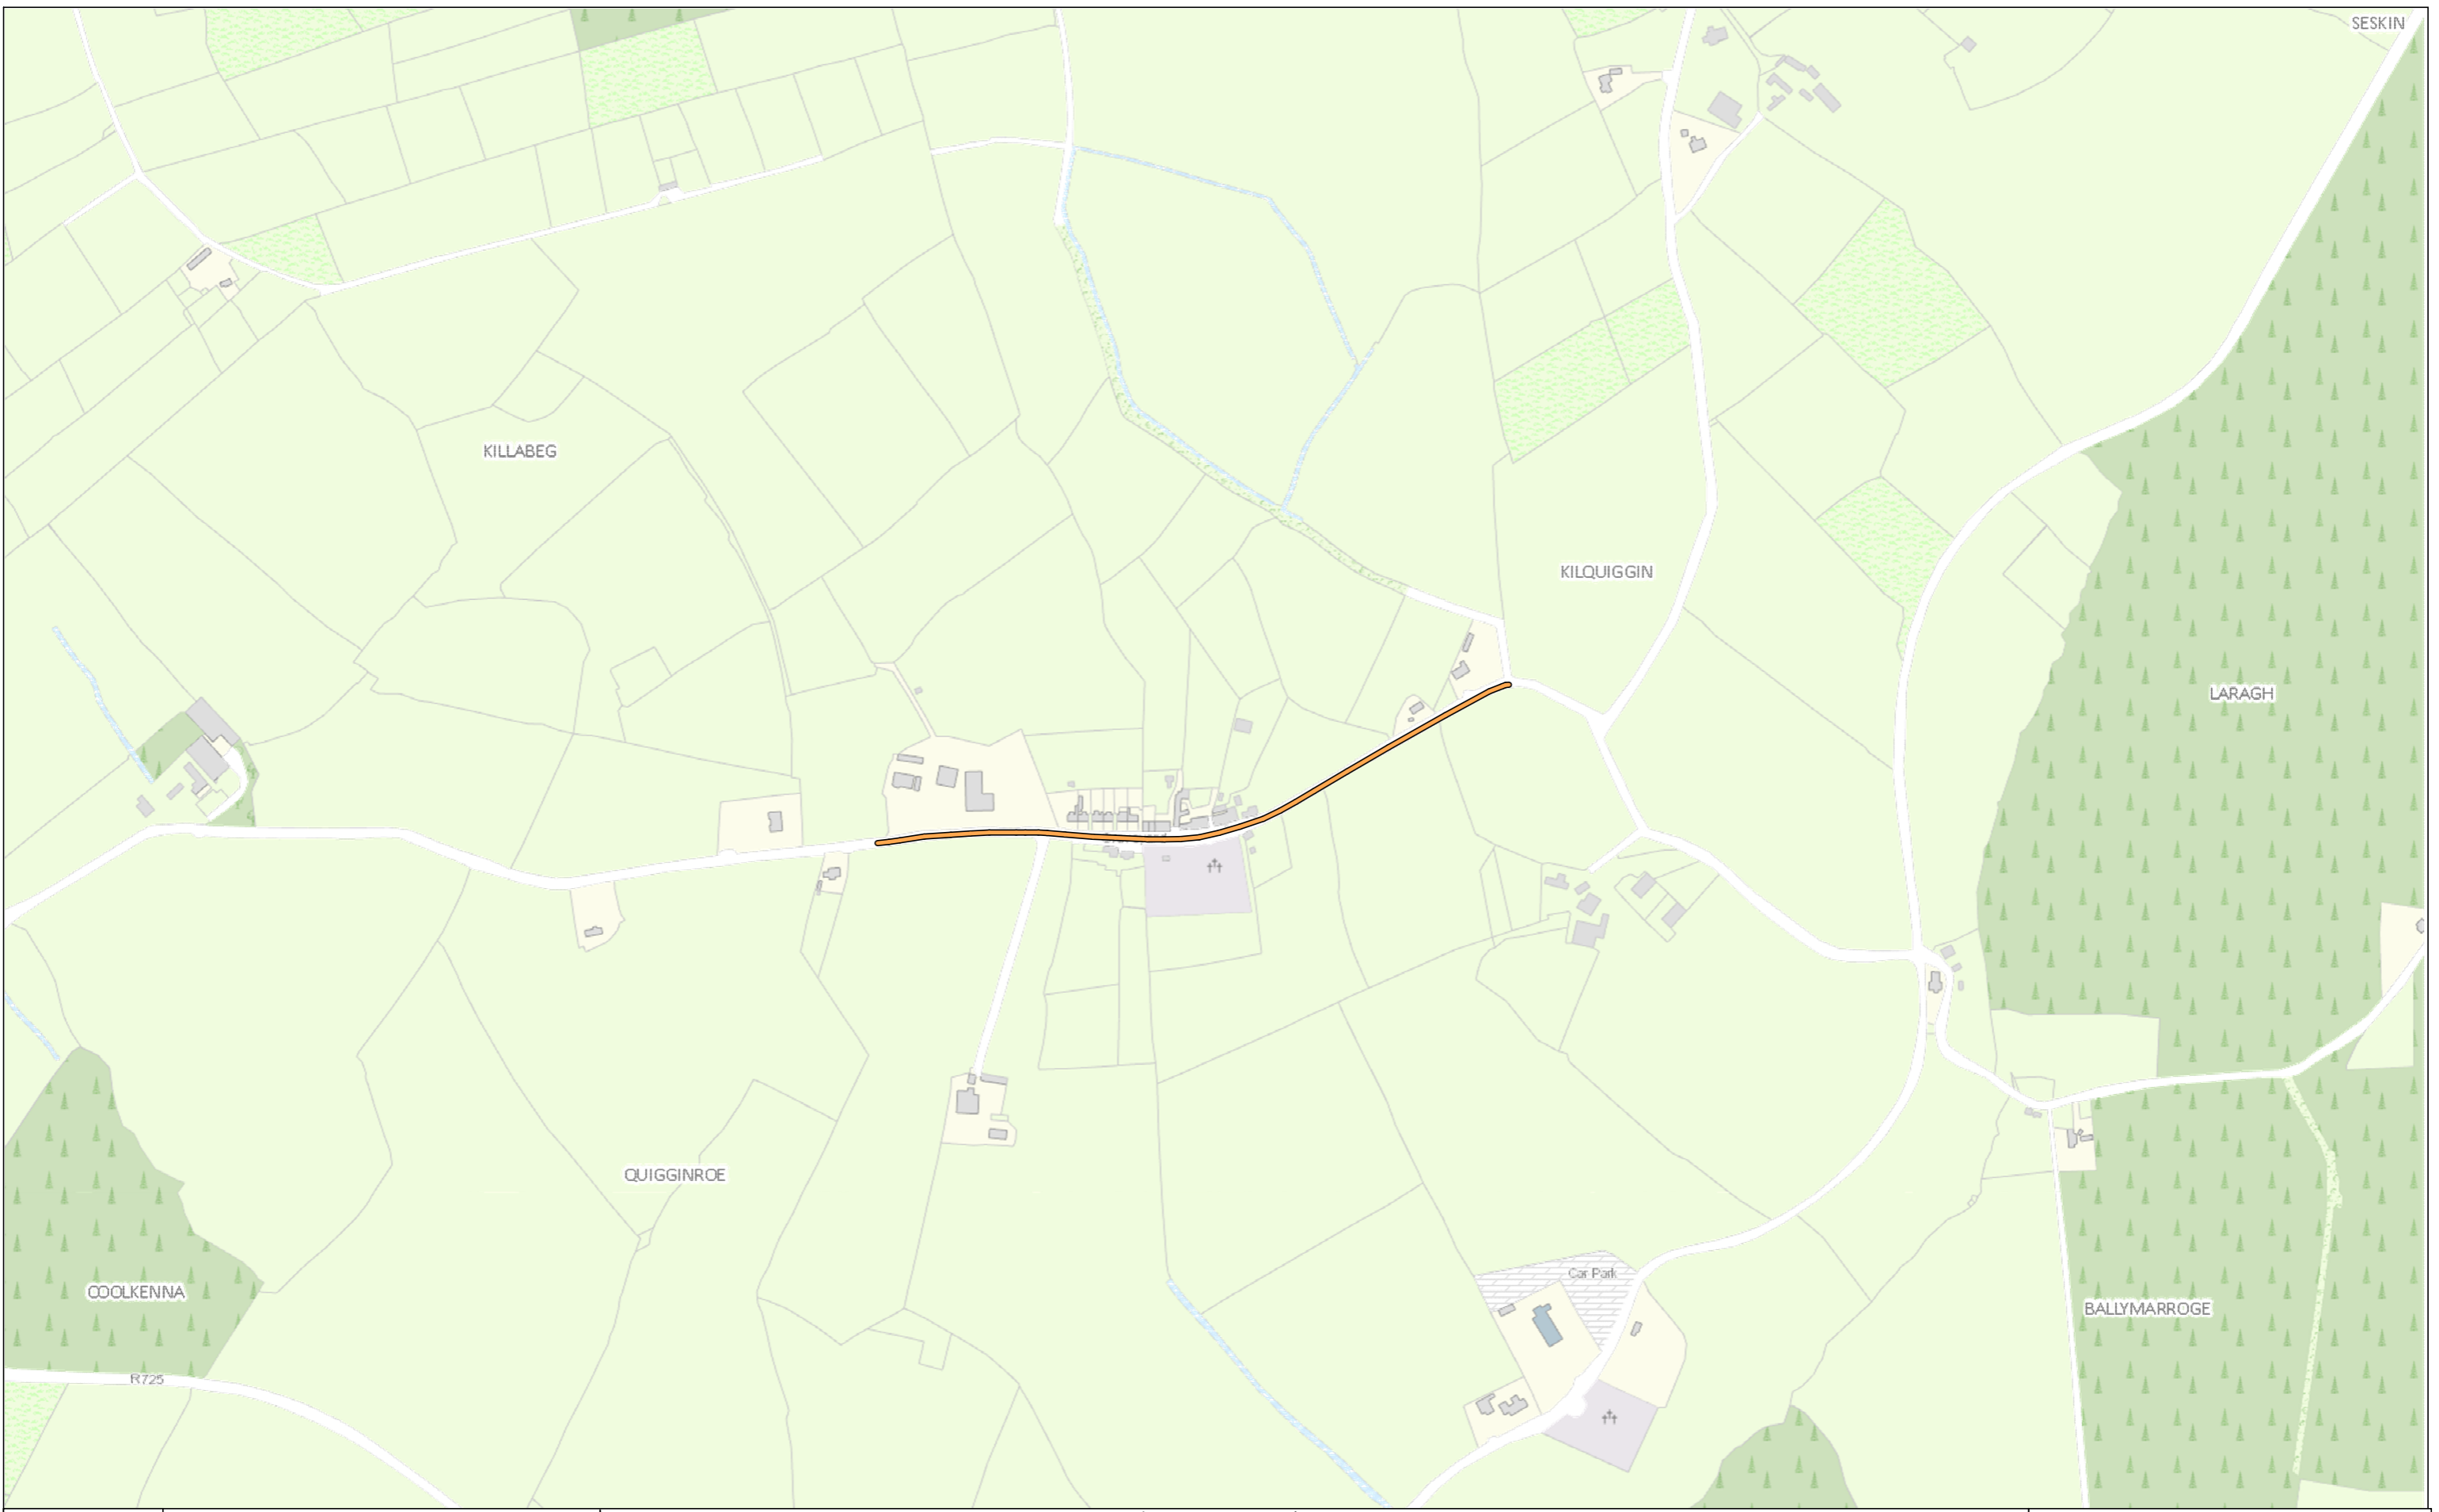 SESKIN
KILLABEG
KILQUIGGIN
LARAGH
QUIGGINROE
Car Park
COOLKENNA
BALLYMARROGE
R725